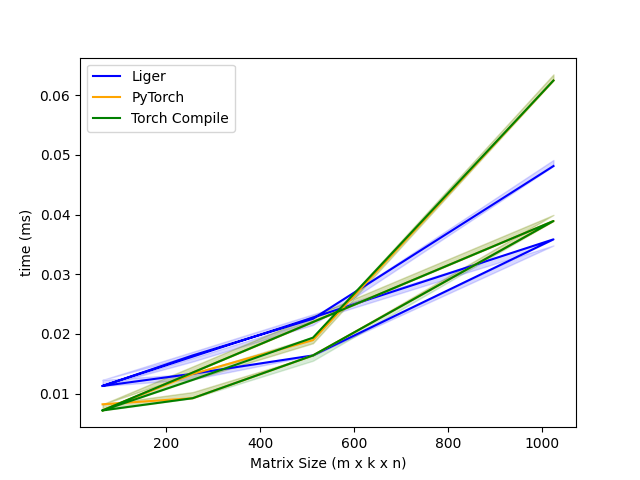 Liger
PyTorch
Torch Compile
0.06
0.05
0.04
0.03
0.02
0.01
time (ms)
200 400 600 800 1000
Matrix Size (m x k x n)